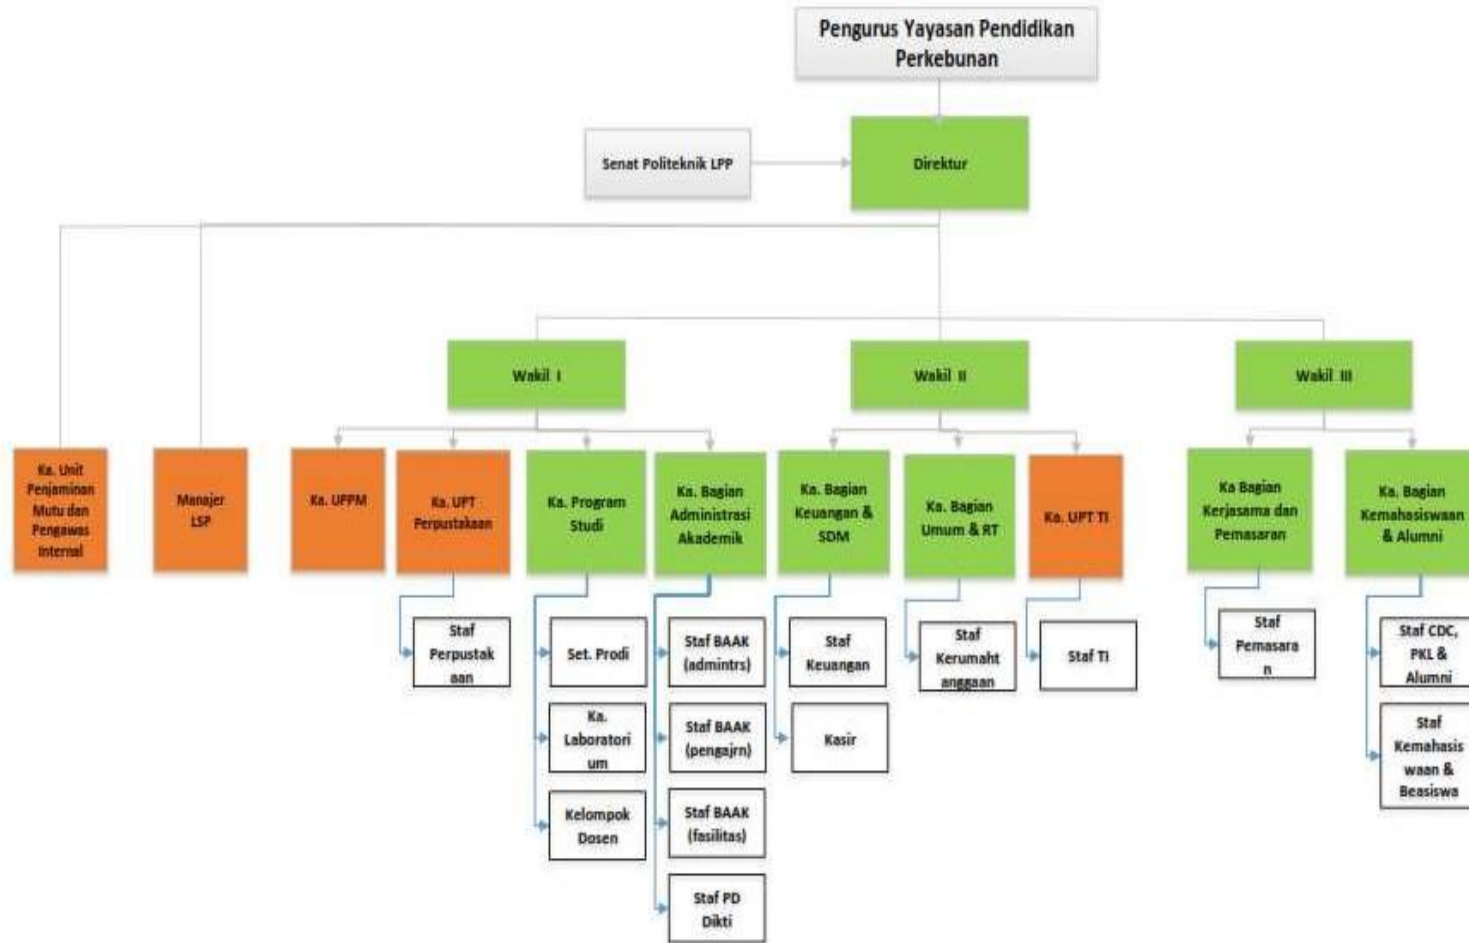 Pengurus Yayasan Pendidikan
Perkebunan
Senat Politeknik LPP
Direktur
Wakil I
Wakil II
Wakil III
Ka. Unit
Penjaminan
Mutu dan
Pengawas
Internal
Manajer
LSP
Ka. UPPM
Ka. UPT
Perpustakaan
Ka. Program
Studi
Ka. Bagian
Administrasi
Akademik
Ka. Bagian
Keuangan &
SDM
Ka. Bagian
Umum & RT
Ka. UPT TI
Ka Bagian
Kerjasama dan
Pemasaran
Ka. Bagian
Kemahasiswaan
& Alumni
Staf
Perpustak
aan
Set. Prodi
Ka.
Laboratori
um
Kelompok
Dosen
Staf BAAK
(admintrs)
Staf BAAK
(pengajrn)
Staf BAAK
(fasilitas)
Staf PD
Dikti
Staf
Keuangan
Kasir
Staf
Kerumaht
anggaan
Staf TI
Staf
Pemasara
n
Staf CDC,
PKL &
Alumni
Staf
Kemahasis
waan &
Beasiswa